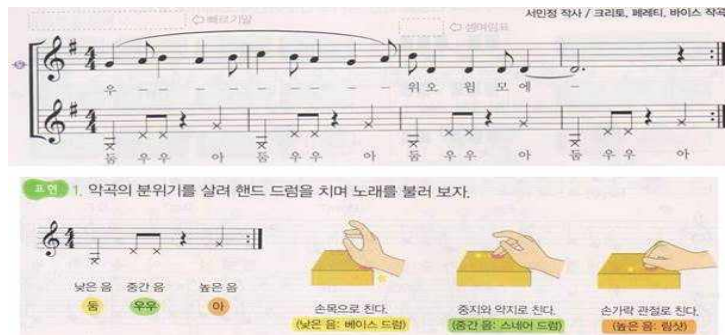 빠르기말
셈여림표
서민정 작사 / 크리토, 페레티, 바이스 작곡
우 - - - - - - - 위오 윔모에 -
둠 우우 아 둠 우우 아 둠 우우 아 둠 우우 아
표현 1. 악곡의 분위기를 살려 핸드 드럼을 치며 노래를 불러 보자.
낮은 음 중간 음 높은 음
둠 우우 아
손목으로 친다. 중지와 약지로 친다. 손가락 관절로 친다.
(낮은 음: 베이스 드럼) (중간 음: 스네어 드럼) (높은 음: 림샷)